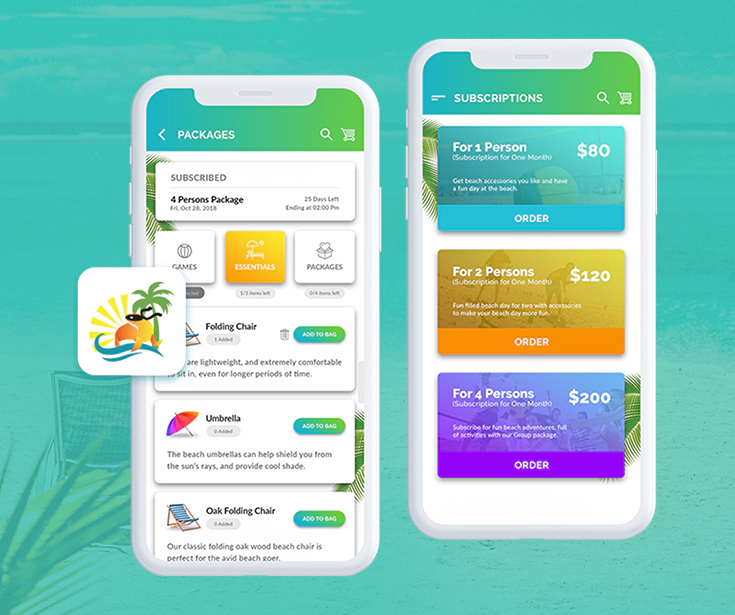 PACKAGES
SUBSCRIBED
4 Persons Package
Fri, Oct 28, 2018
25 Days Left
Ending at 02:00 Pm
GAMES
ESSENTIALS
PACKAGES
1/3 items left
0/4 items left
Folding Chair
1 Added
ADD TO BAG
are lightweight, and extremely comfortable
to sit in, even for longer periods of time.
Umbrella
0 Added
ADD TO BAG
The beach umbrellas can help shield you from
the sun's rays, and provide cool shade.
Oak Folding Chair
0 Added
ADD TO BAG
Our classic folding oak wood beach chair is
perfect for the avid beach goer.
SUBSCRIPTIONS
For 1 Person
(Subscription for One Month)
$80
Get beach accessories you like and have
a fun day at the beach.
ORDER
For 2 Persons
(Subscription for One Month)
$120
Fun filled beach day for two with accessories
to make your beach day more fun.
ORDER
For 4 Persons
(Subscription for One Month)
$200
Subscribe for fun beach adventures, full
of activities with our Group package.
ORDER